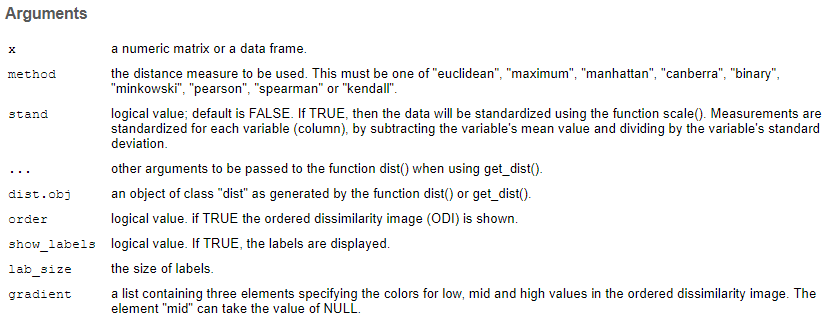 Arguments
x a numeric matrix or a data frame.
method the distance measure to be used. This must be one of "euclidean", "maximum", "manhattan", "canberra", "binary",
"minkowski", "pearson", "spearman" or "kendall".
stand logical value; default is FALSE. If TRUE, then the data will be standardized using the function scale(). Measurements are
standardized for each variable (column), by subtracting the variable's mean value and dividing by the variable's standard
deviation.
... other arguments to be passed to the function dist() when using get_dist().
dist.obj an object of class "dist" as generated by the function dist() or get_dist().
order logical value. if TRUE the ordered dissimilarity image (ODI) is shown.
show_labels logical value. If TRUE, the labels are displayed.
lab_size the size of labels.
gradient a list containing three elements specifying the colors for low, mid and high values in the ordered dissimilarity image. The
element "mid" can take the value of NULL.